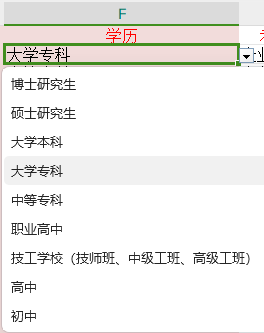 F
学历
大学专科
业
博士研究生
硕士研究生
大学本科
大学专科
中等专科
职业高中
技工学校（技师班、中级工班、高级工班）
高中
初中